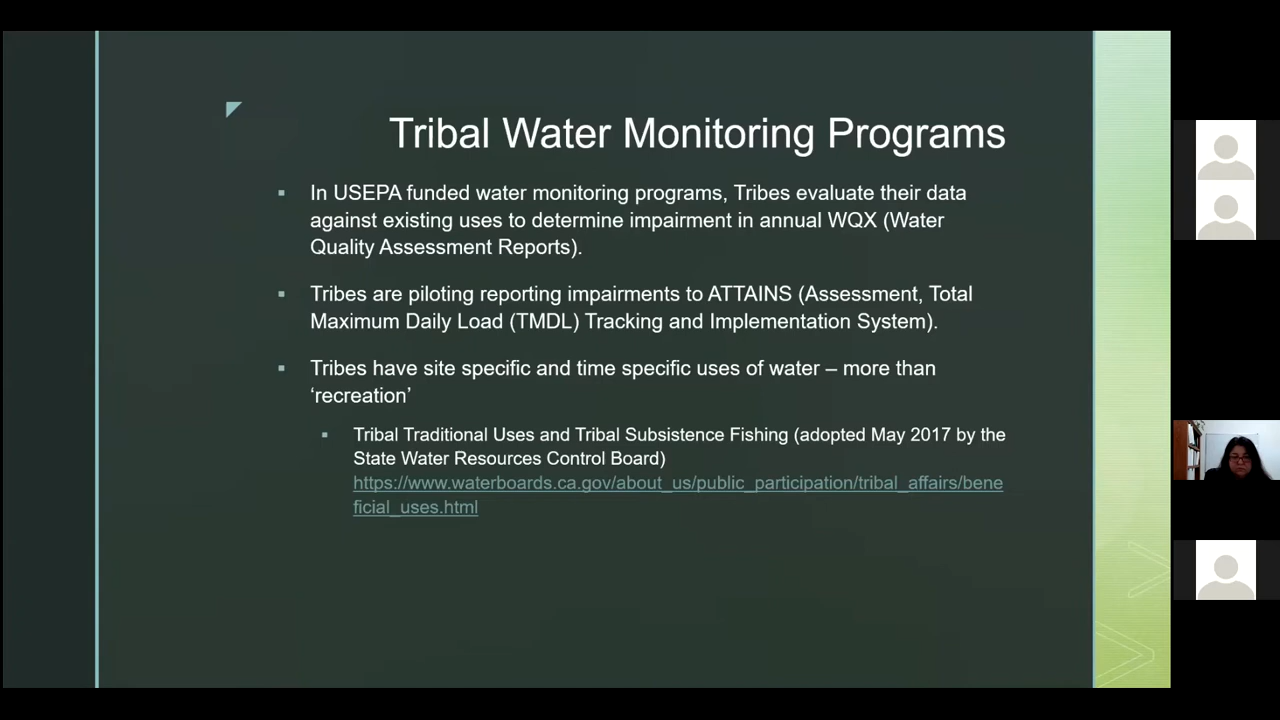 Tribal Water Monitoring Programs
▪ In USEPA funded water monitoring programs, Tribes evaluate their data
against existing uses to determine impairment in annual WQX (Water
Quality Assessment Reports).
▪ Tribes are piloting reporting impairments to ATTAINS (Assessment, Total
Maximum Daily Load (TMDL) Tracking and Implementation System).
▪ Tribes have site specific and time specific uses of water – more than
‘recreation’
▪ Tribal Traditional Uses and Tribal Subsistence Fishing (adopted May 2017 by the
State Water Resources Control Board)
https://www.waterboards.ca.gov/about_us/public_participation/tribal_affairs/bene
ficial_uses.html